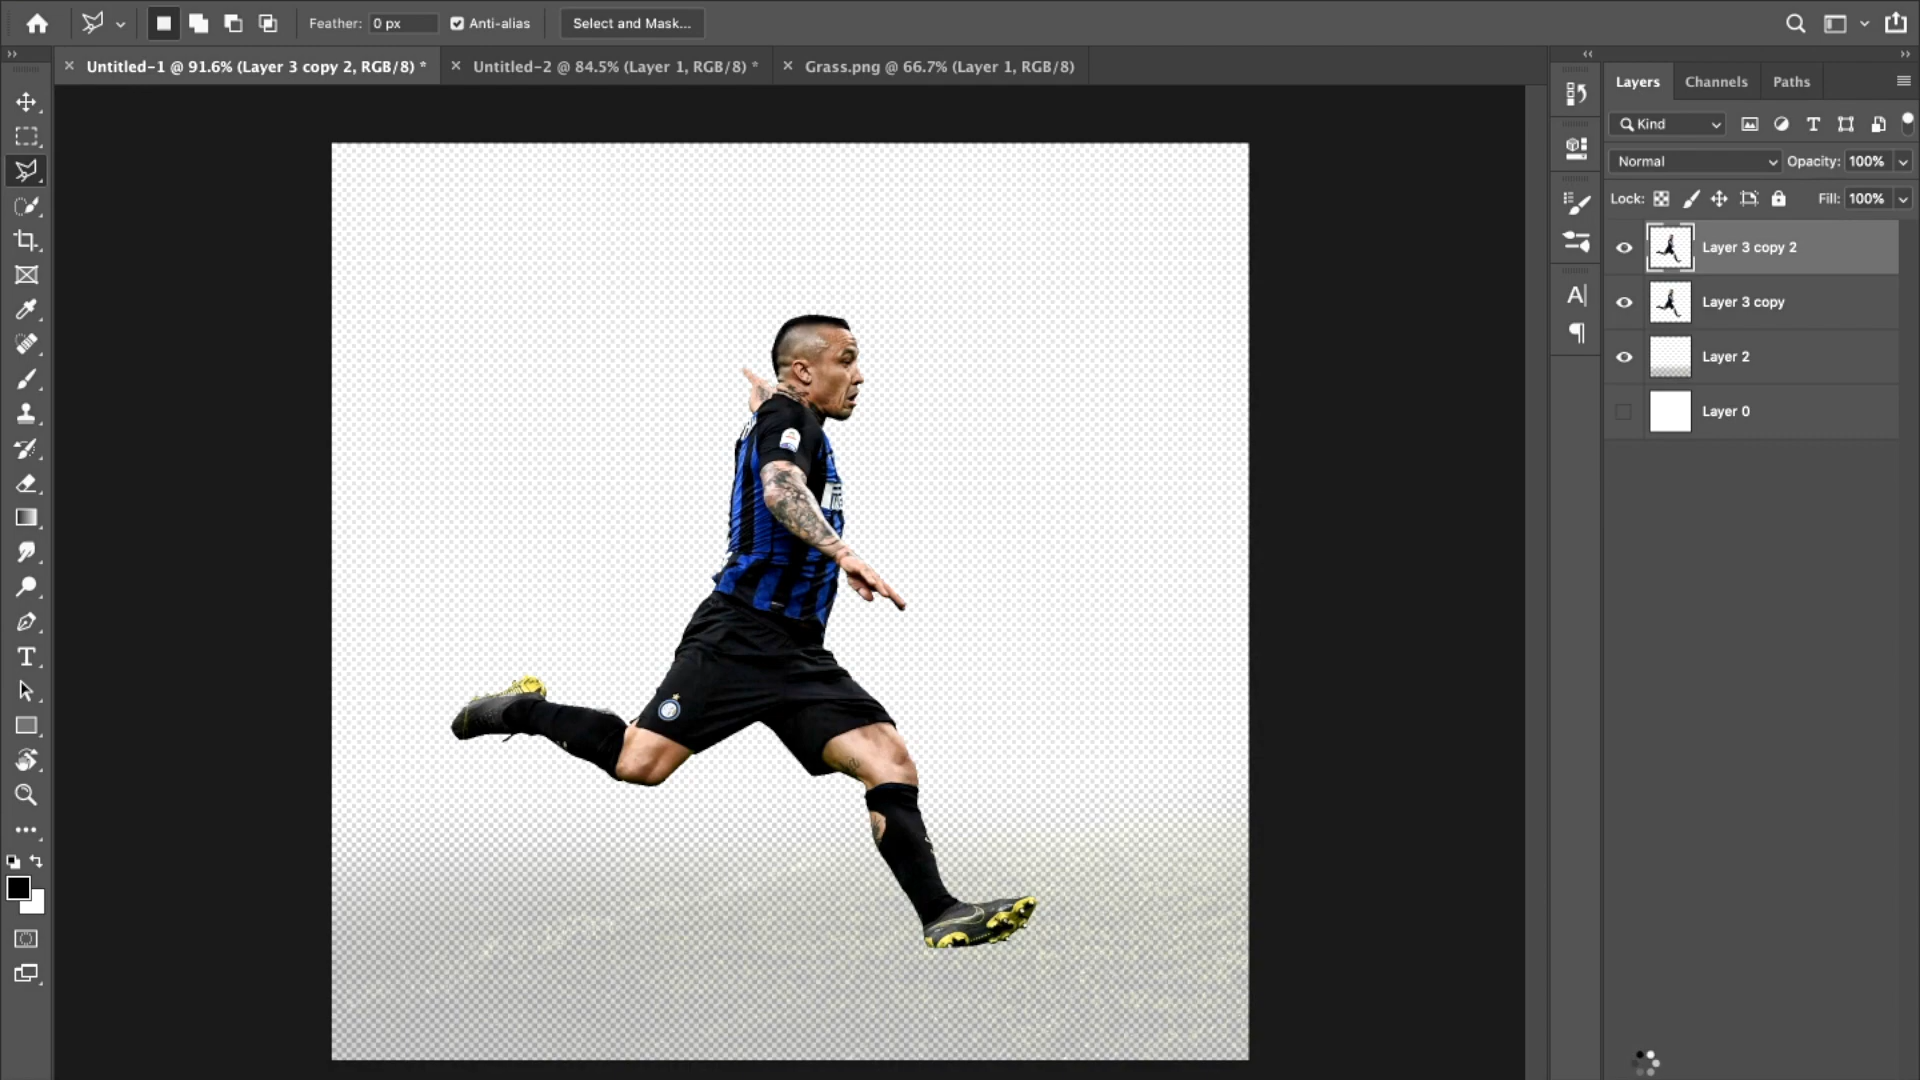 Feather: 0 px Anti-alias Select and Mask...
Untitled-1 @ 91.6% (Layer 3 copy 2, RGB/8) * Untitled-2 @ 84.5% (Layer 1, RGB/8) * Grass.png @ 66.7% (Layer 1, RGB/8)
Layers Channels Paths
Kind
Normal Opacity: 100%
Lock: Fill: 100%
Layer 3 copy 2
Layer 3 copy
Layer 2
Layer 0